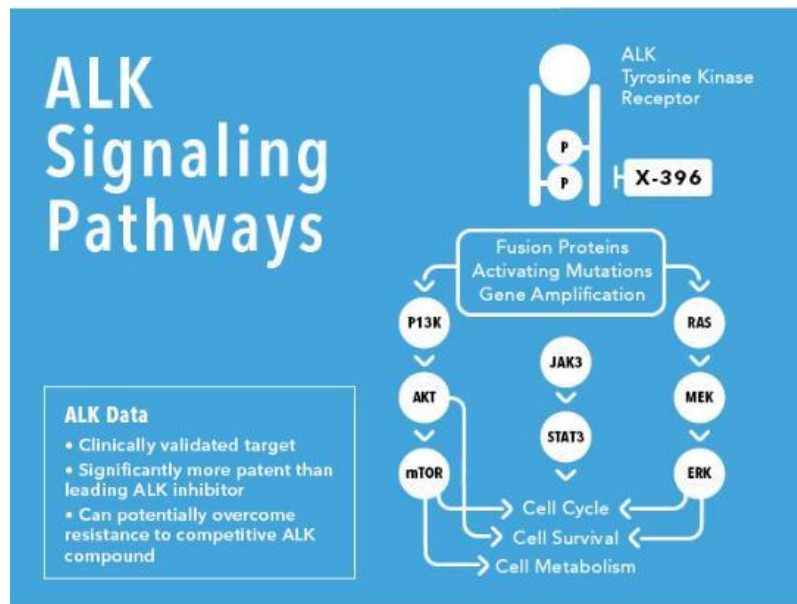 ALK
Signaling
Pathways
ALK
Tyrosine Kinase
Receptor
P
P
X-396
Fusion Proteins
Activating Mutations
Gene Amplification
P13K
RAS
JAK3
AKT
MEK
STAT3
mTOR
ERK
Cell Cycle
Cell Survival
Cell Metabolism
ALK Data
• Clinically validated target
• Significantly more patent than
leading ALK inhibitor
• Can potentially overcome
resistance to competitive ALK
compound